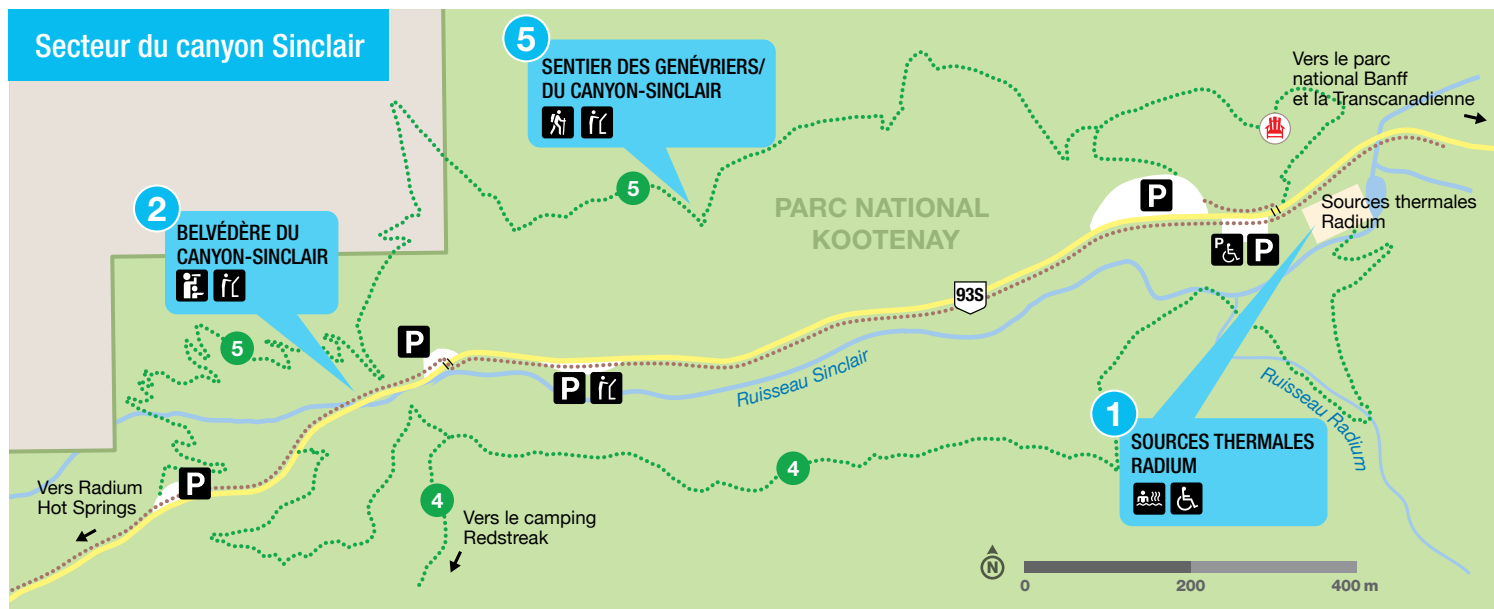 Secteur du canyon Sinclair
5
SENTIER DES GENÉVRIERS/
DU CANYON-SINCLAIR
Vers le parc
national Banff
et la Transcanadienne
2
BELVÉDÈRE DU
CANYON-SINCLAIR
5
PARC NATIONAL
KOOTENAY
P
Sources thermales
Radium
P
P
93S
5
P
P
Ruisseau Sinclair
Ruisseau Radium
1
SOURCES THERMALES
RADIUM
4
4
P
Vers Radium
Hot Springs
Vers le camping
Redstreak
N
0
200
400 m